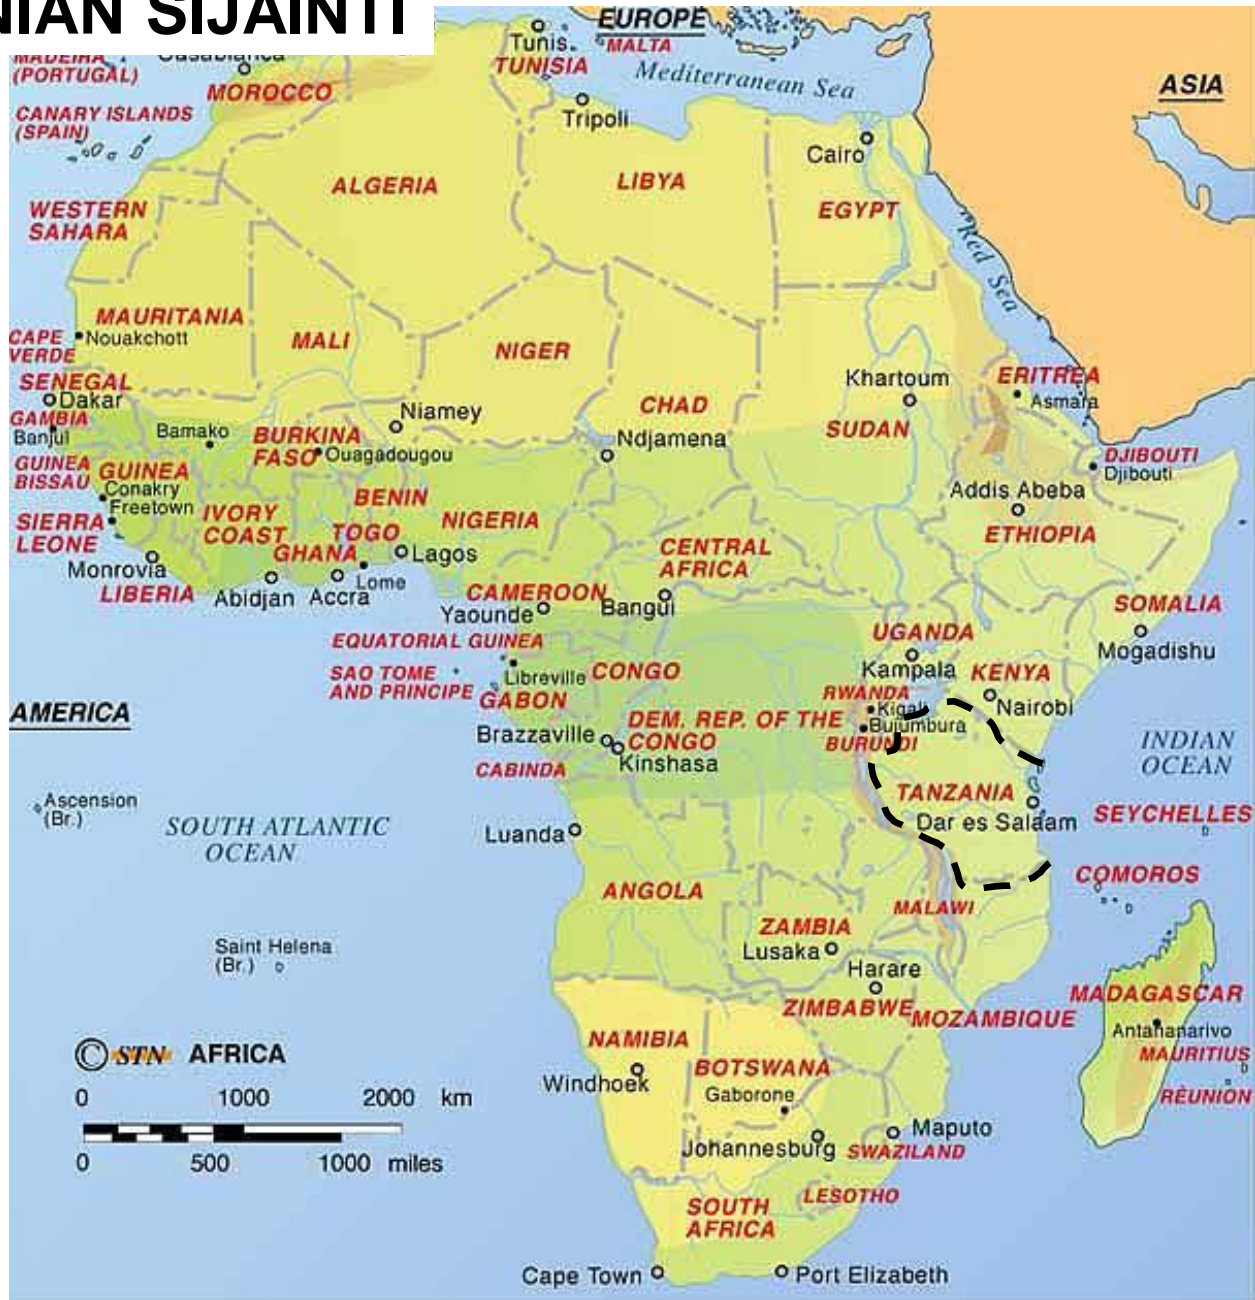 NIAN SIJAINTI
EUROPE
Tunis
MALTA
TUNISIA
Mediterranean Sea
ASIA
MADEIRA
(PORTUGAL)
Casablanca
MOROCCO
Tripoli
CANARY ISLANDS
(SPAIN)
Cairo
ALGERIA
LIBYA
EGYPT
WESTERN
SAHARA
Red Sea
MAURITANIA
Nouakchott
CAPE
VERDE
MALI
NIGER
SENEGAL
Dakar
Khartoum
ERITREA
Asmara
GAMBIA
Banjul
Niamey
CHAD
Ndjamena
SUDAN
Bamako
BURKINA
FASO
Ouagadougou
DJIBOUTI
Djibouti
GUINEA
BISSAU
GUINEA
Conakry
Freetown
BENIN
Addis Abeba
ETHIOPIA
SIERRA
LEONE
IVORY
COAST
TOGO
GHANA
NIGERIA
Lagos
CENTRAL
AFRICA
Monrovia
LIBERIA
Abidjan
Accra
Lome
CAMEROON
Yaounde
Bangui
SOMALIA
Mogadishu
EQUATORIAL GUINEA
UGANDA
Kampala
KENYA
Nairobi
SAO TOME
AND PRINCIPE
Libreville
GABON
CONGO
RWANDA
Kigali
Bujumbura
BURUNDI
AMERICA
Brazzaville
DEM. REP. OF THE
CONGO
Kinshasa
CABINDA
INDIAN
OCEAN
TANZANIA
Dar es Salaam
SEYCHELLES
Ascension
(Br.)
SOUTH ATLANTIC
OCEAN
Luanda
COMOROS
ANGOLA
MALAWI
ZAMBIA
Lusaka
Saint Helena
(Br.)
Harare
ZIMBABWE
MOZAMBIQUE
MADAGASCAR
Antananarivo
MAURITIUS
RÈUNION
NAMIBIA
Windhoek
BOTSWANA
Gaborone
© STN AFRICA
0 1000 2000 km
0 500 1000 miles
Johannesburg
Maputo
SWAZILAND
LESOTHO
SOUTH
AFRICA
Cape Town
Port Elizabeth